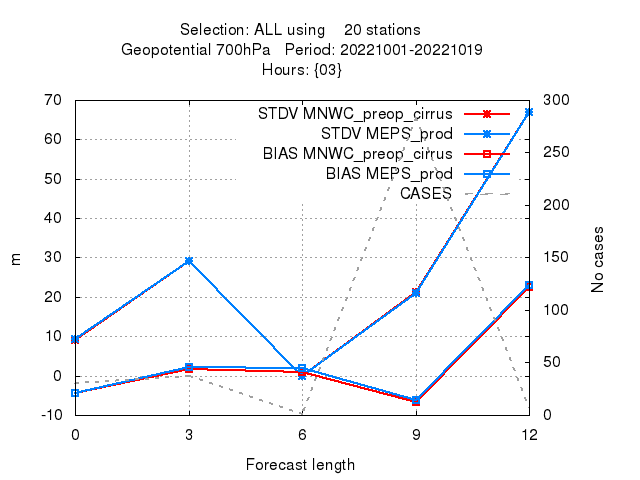 Selection: ALL using    20 stations
Geopotential 700hPa   Period: 20221001-20221019
Hours: {03}
70
60
50
40
30
20
10
0
-10
m
STDV MNWC_preop_cirrus
STDV MEPS_prod
BIAS MNWC_preop_cirrus
BIAS MEPS_prod
CASES
300
250
200
150
100
50
0
No cases
0 3 6 9 12
Forecast length